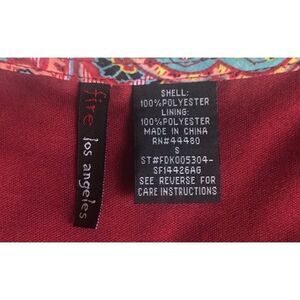 fire
los angeles
SHELL:
100%POLYESTER
LINING:
100%POLYESTER
MADE IN CHINA
RN#44480
S
ST#FDK005304-
SF14426AG
SEE REVERSE FOR
CARE INSTRUCTIONS